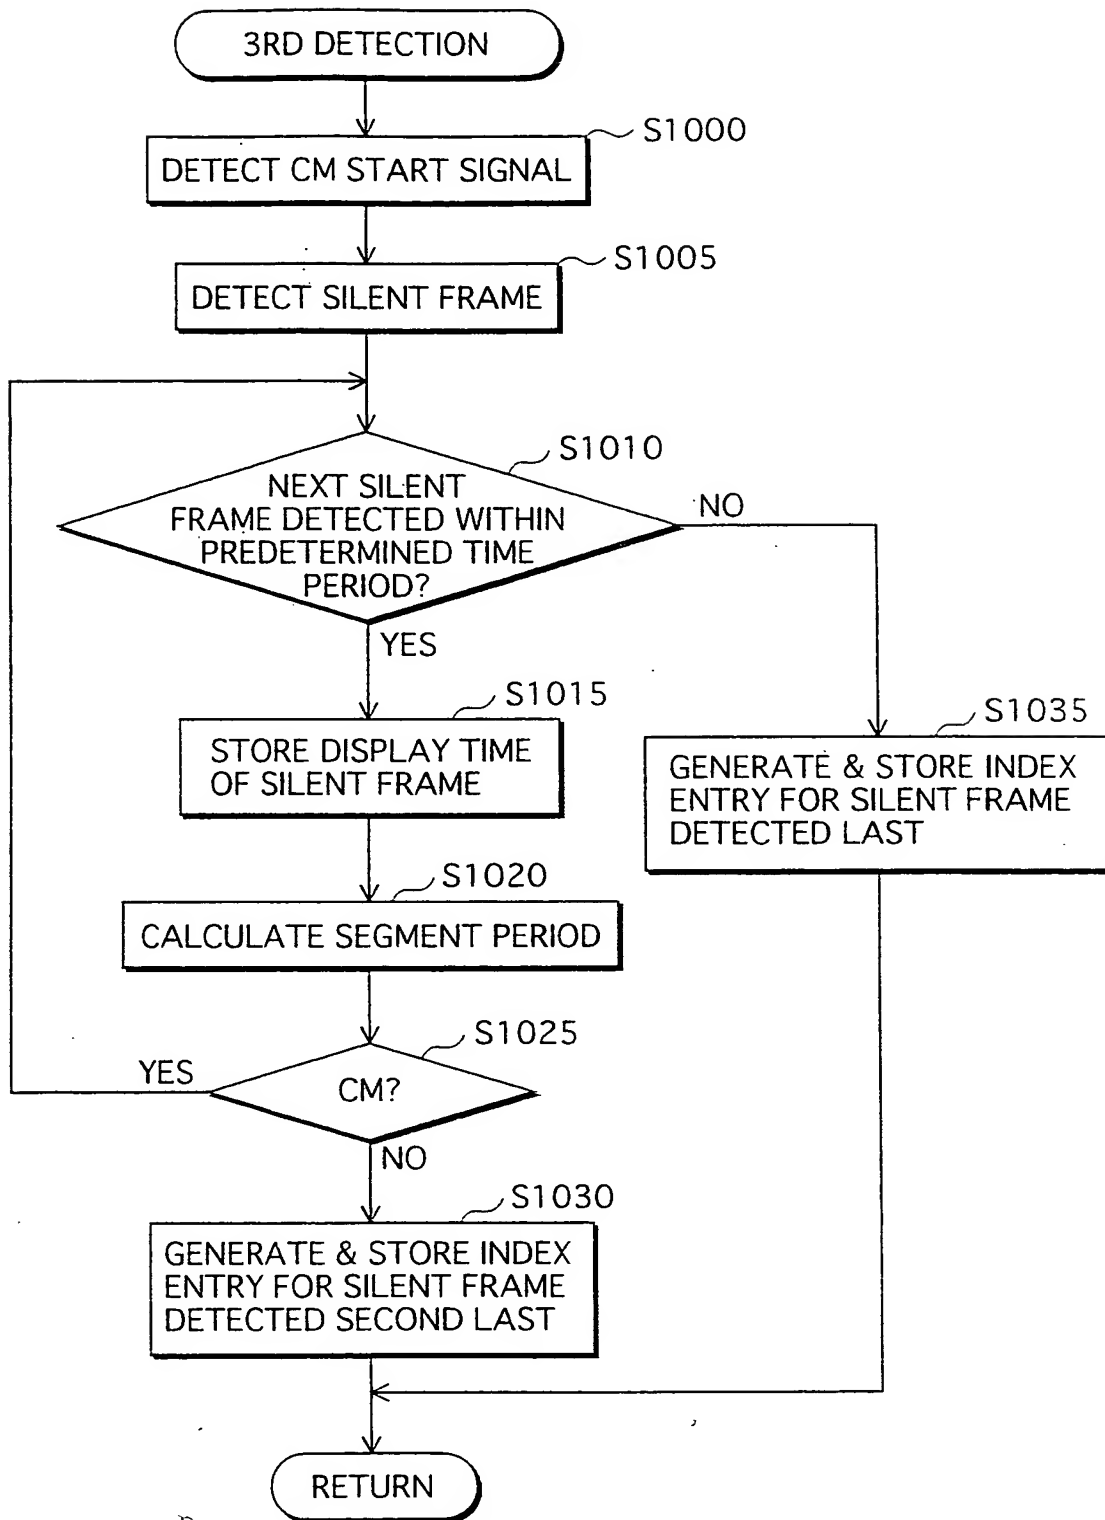 3RD DETECTION
S1000
DETECT CM START SIGNAL
S1005
DETECT SILENT FRAME
S1010
NEXT SILENT
FRAME DETECTED WITHIN
PREDETERMINED TIME
PERIOD?
NO
YES
S1015
STORE DISPLAY TIME
OF SILENT FRAME
S1035
GENERATE & STORE INDEX
ENTRY FOR SILENT FRAME
DETECTED LAST
S1020
CALCULATE SEGMENT PERIOD
S1025
YES
CM?
NO
S1030
GENERATE & STORE INDEX
ENTRY FOR SILENT FRAME
DETECTED SECOND LAST
RETURN